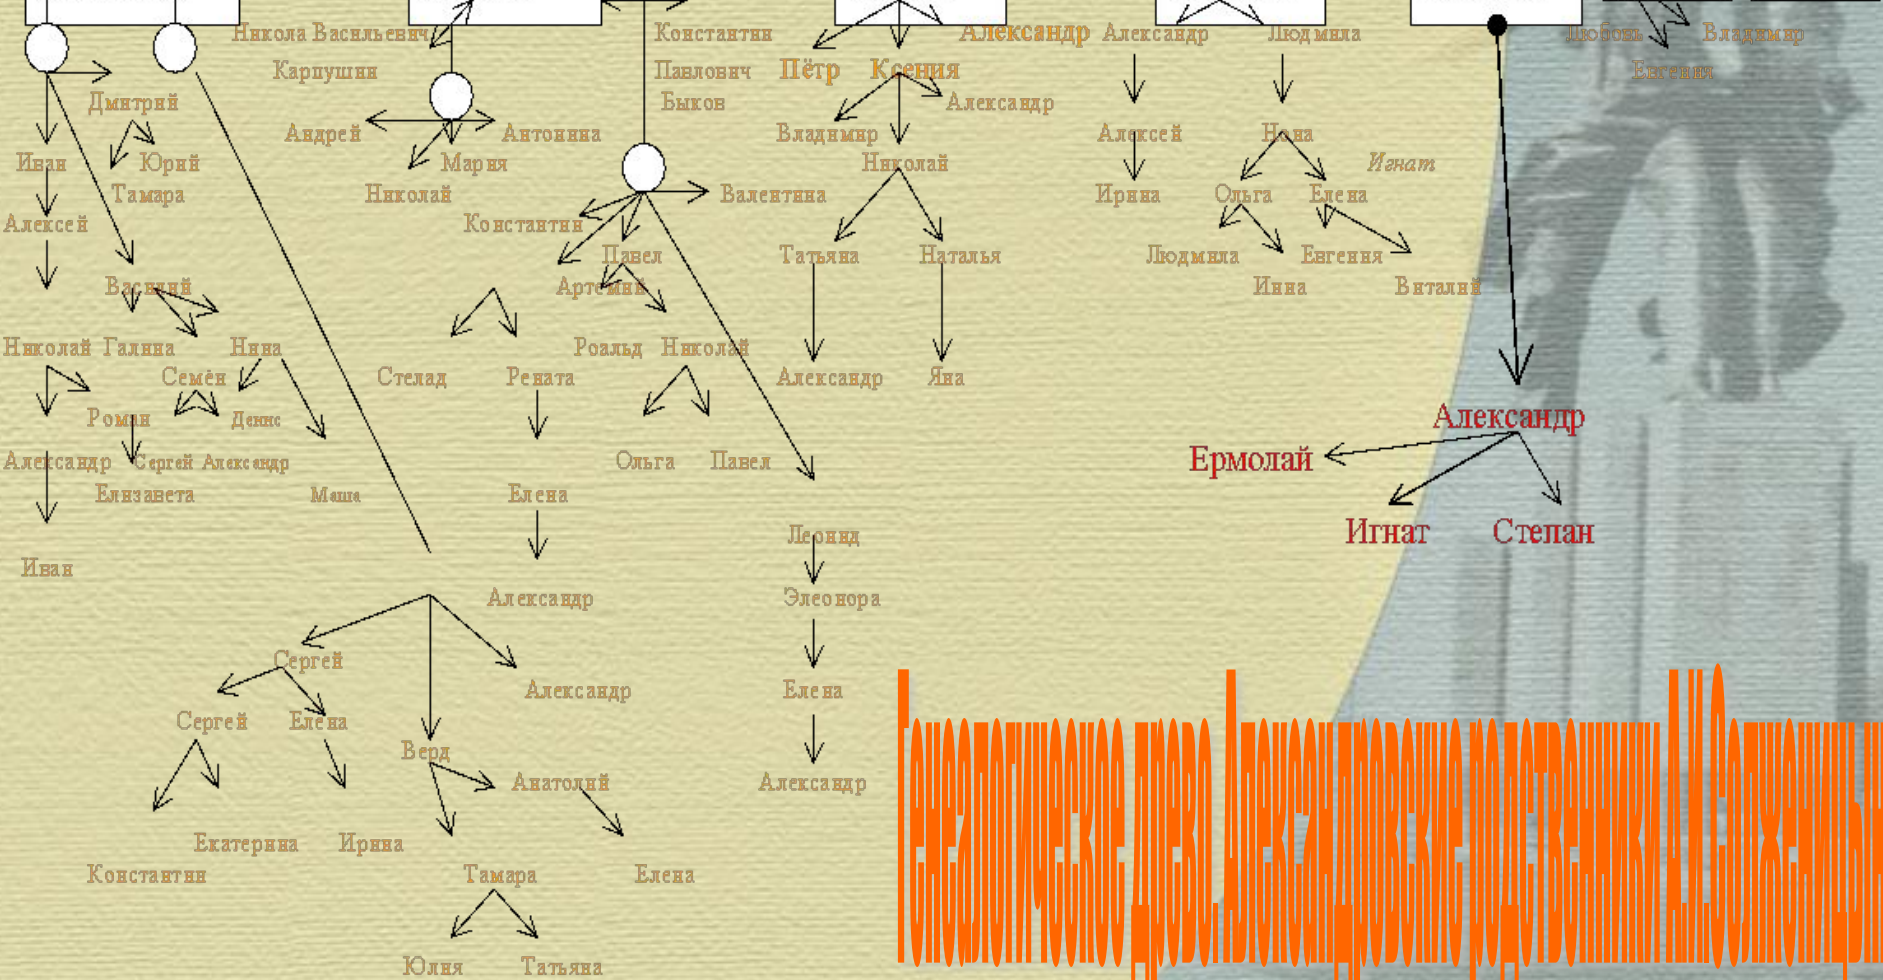 Никола Васильевич
Константин
Александр
Александр
Людмила
Любовь
Владимир
Карпушин
Павлович
Пётр
Ксения
Евгенич
Дмитрий
Быков
Александр
Андрей
Антонина
Владимир
Алексей
Нона
Иван
Юрий
Мария
Николай
Игнат
Тамара
Николай
Валентина
Ирина
Ольга
Елена
Алексей
Константин
Павел
Татьяна
Наталья
Людмила
Евгения
Василий
Артемий
Инна
Виталий
Николай
Галина
Нина
Роальд
Николай
Семён
Стелад
Рената
Александр
Яна
Роман
Денис
Александр
Александр
Сергей
Александр
Ольга
Павел
Ермолай
Елизавета
Маша
Елена
Леонид
Игнат
Степан
Иван
Александр
Элеонора
Сергей
Александр
Елена
Сергей
Елена
Верд
Анатолий
Александр
Екатерина
Ирина
Константин
Тамара
Елена
Юлия
Татьяна
Генеалогическое древо. Александровские родственники А.И.Солженицын